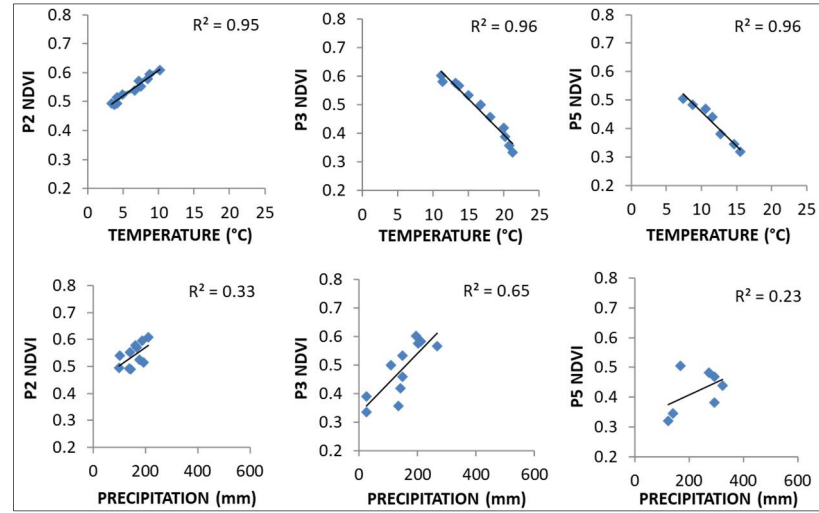 R² = 0.95
P2 NDVI
0.8
0.7
0.6
0.5
0.4
0.3
0.2
0 5 10 15 20 25
TEMPERATURE (°C)
R² = 0.96
P3 NDVI
0.8
0.7
0.6
0.5
0.4
0.3
0.2
0 5 10 15 20 25
TEMPERATURE (°C)
R² = 0.96
P5 NDVI
0.8
0.7
0.6
0.5
0.4
0.3
0.2
0 5 10 15 20 25
TEMPERATURE (°C)
R² = 0.33
P2 NDVI
0.8
0.7
0.6
0.5
0.4
0.3
0.2
0 200 400 600
PRECIPITATION (mm)
R² = 0.65
P3 NDVI
0.8
0.7
0.6
0.5
0.4
0.3
0.2
0 200 400 600
PRECIPITATION (mm)
R² = 0.23
P5 NDVI
0.8
0.7
0.6
0.5
0.4
0.3
0.2
0 200 400 600
PRECIPITATION (mm)